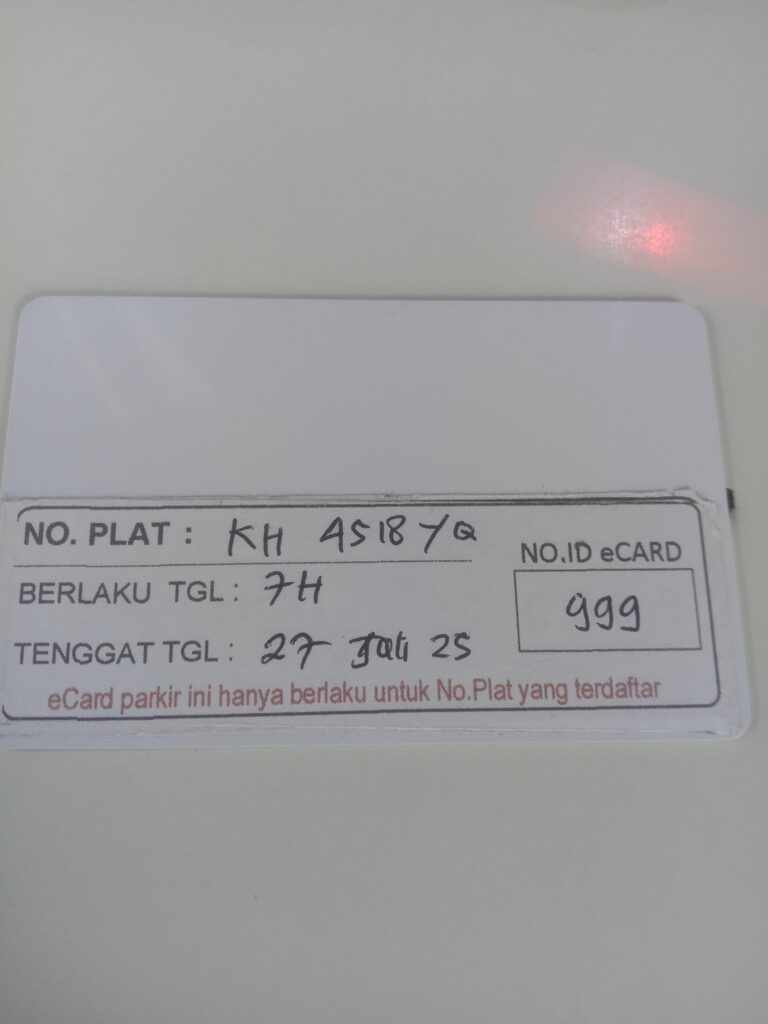 NO. PLAT : KH 4518 YQ
BERLAKU TGL : 7H
TENGGAT TGL : 27 Juli 25
NO.ID eCARD
999
eCard parkir ini hanya berlaku untuk No.Plat yang terdaftar